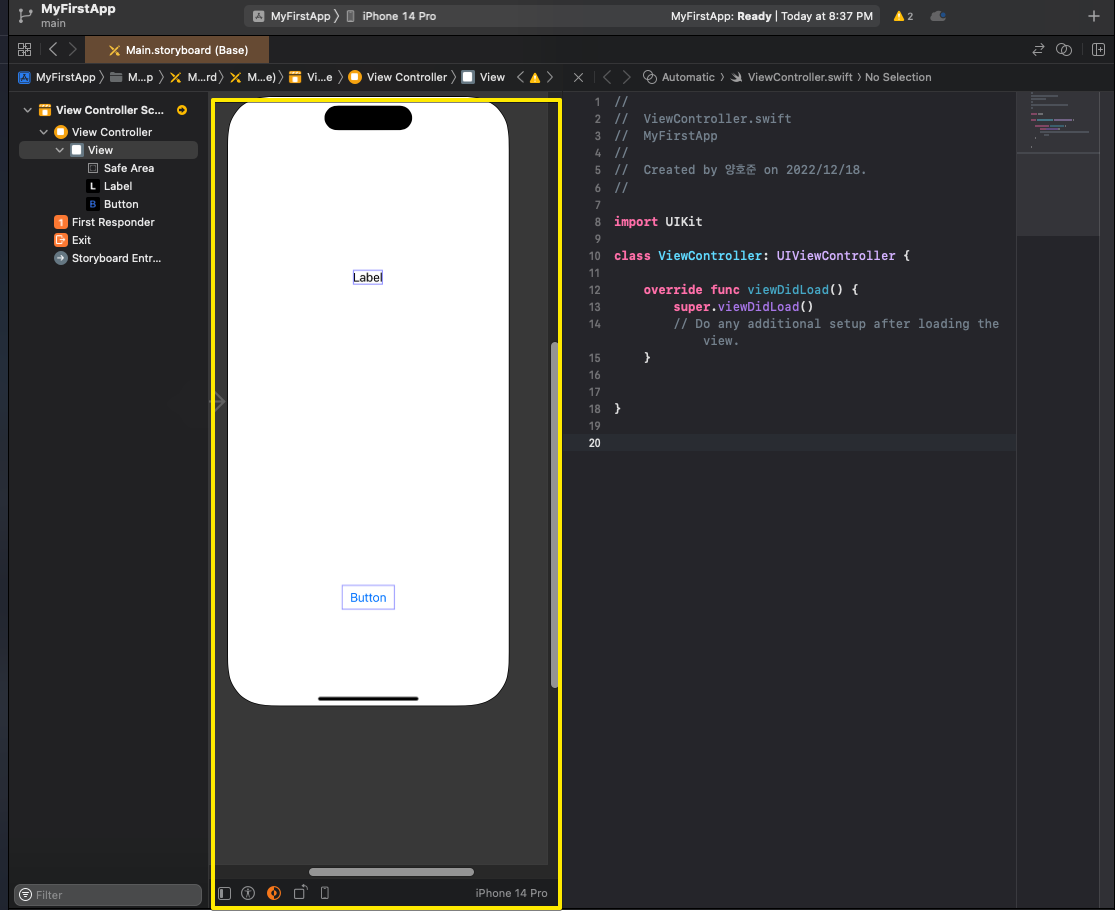 MyFirstApp
main
MyFirstApp 〉 iPhone 14 Pro
MyFirstApp: Ready | Today at 8:37 PM
2
Main.storyboard (Base)
MyFirstApp 〉 M...p 〉 M...rd 〉 M...e) 〉 Vi...e 〉 View Controller 〉 View
Automatic 〉 ViewController.swift 〉 No Selection
View Controller Sc...
View Controller
View
Safe Area
L Label
B Button
1 First Responder
Exit
Storyboard Entr...
Filter
Label
Button
iPhone 14 Pro
1 //
2 //  ViewController.swift
3 //  MyFirstApp
4 //
5 //  Created by 양호준 on 2022/12/18.
6 //
7
8 import UIKit
9
10 class ViewController: UIViewController {
11
12     override func viewDidLoad() {
13         super.viewDidLoad()
14         // Do any additional setup after loading the
view.
15     }
16
17
18 }
19
20